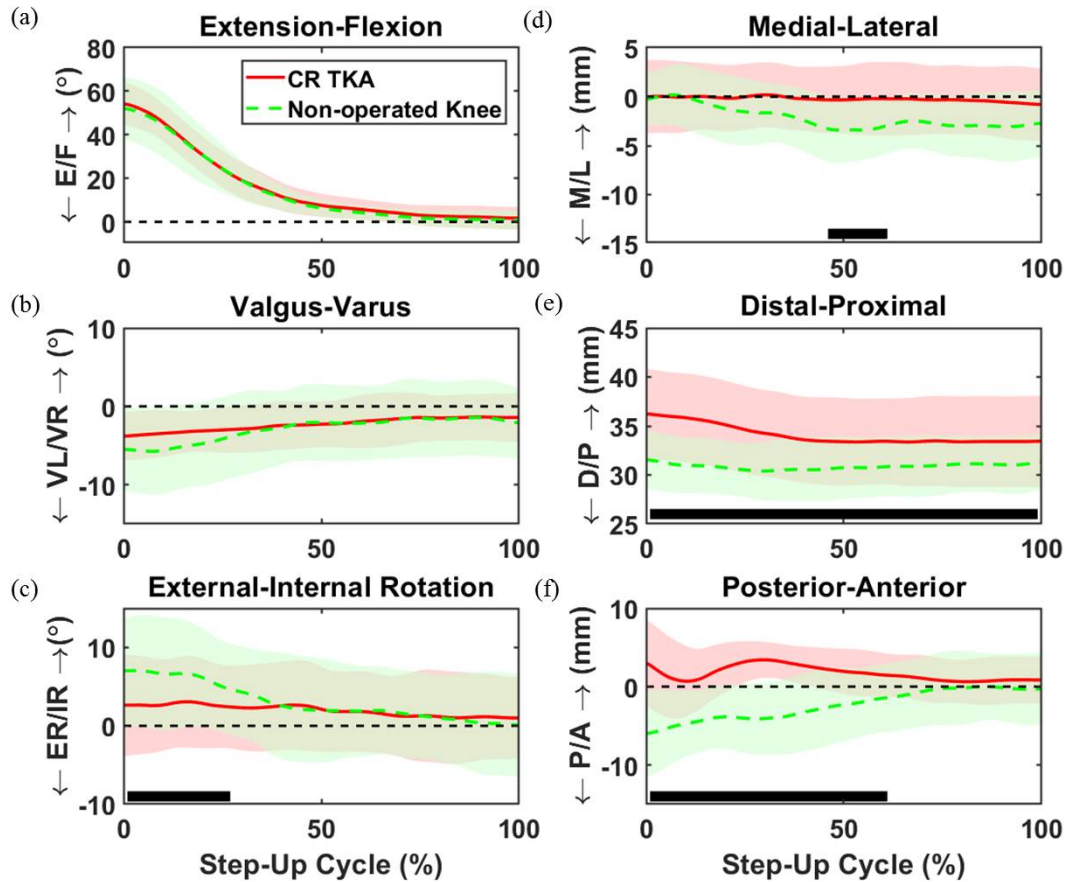 (a)
Extension-Flexion
80
60
40
20
0
← E/F → (°)
CR TKA
Non-operated Knee
0
50
100
(d)
Medial-Lateral
5
0
-5
-10
-15
← M/L → (mm)
0
50
100
(b)
Valgus-Varus
10
0
-10
← VL/VR → (°)
0
50
100
(e)
Distal-Proximal
45
40
35
30
25
← D/P → (mm)
0
50
100
(c)
External-Internal Rotation
10
0
-10
← ER/IR →(°)
0
50
100
Step-Up Cycle (%)
(f)
Posterior-Anterior
10
0
-10
← P/A → (mm)
0
50
100
Step-Up Cycle (%)